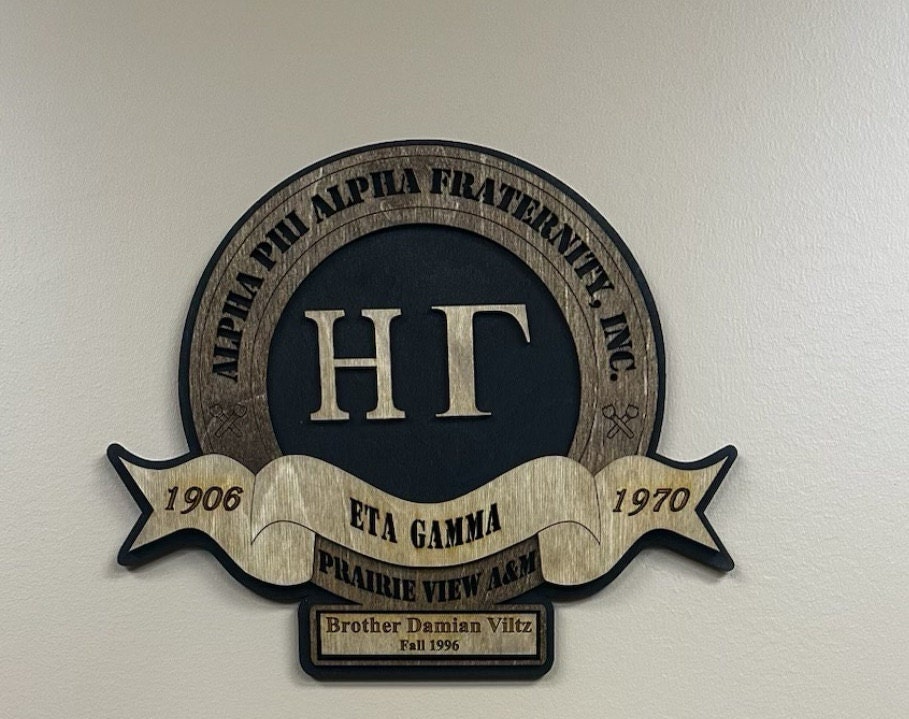 ALPHA PHI ALPHA FRATERNITY, INC.
ΗΓ
1906
1970
ETA GAMMA
PRAIRIE VIEW A&M
Brother Damian Viltz
Fall 1996